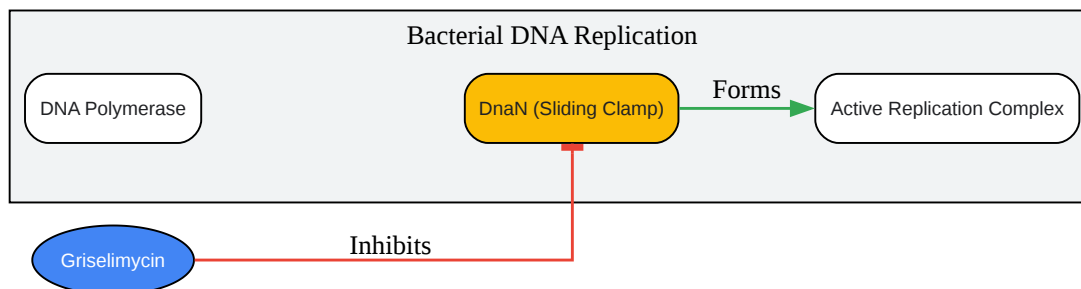 Bacterial DNA Replication
DNA Polymerase
DnaN (Sliding Clamp)
Forms
Active Replication Complex
Griselimycin
Inhibits